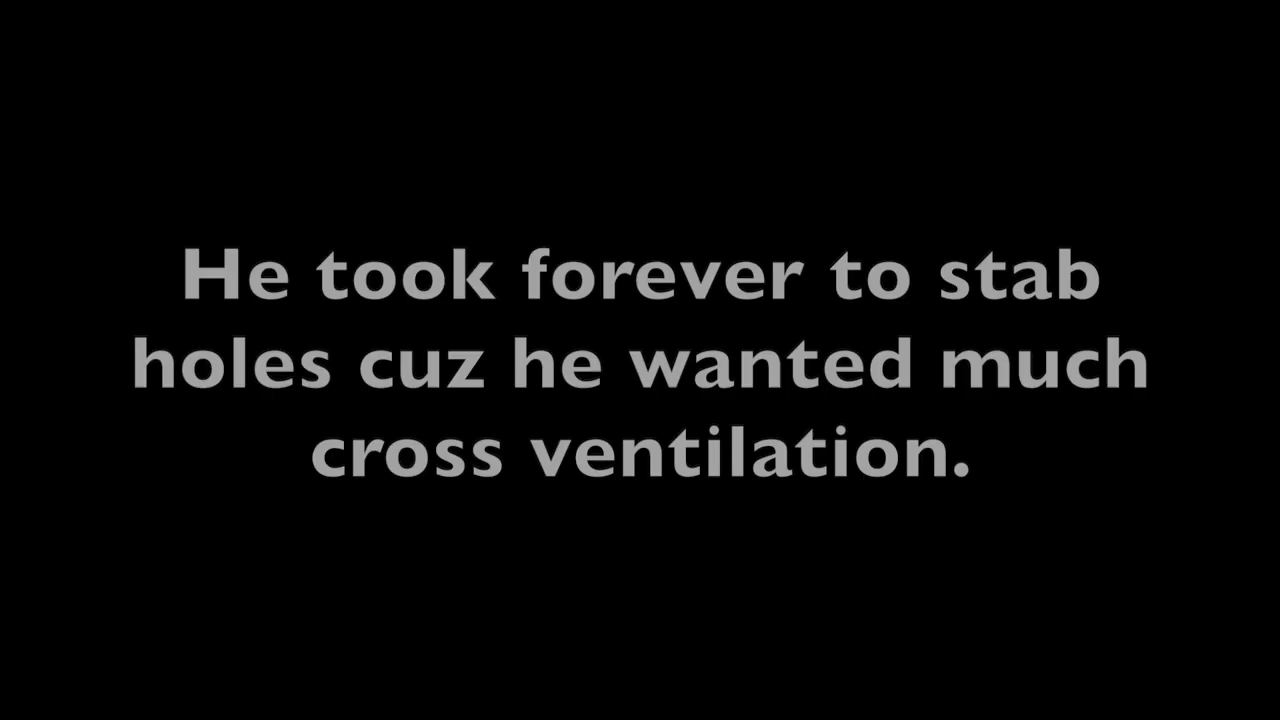 He took forever to stab
holes cuz he wanted much
cross ventilation.